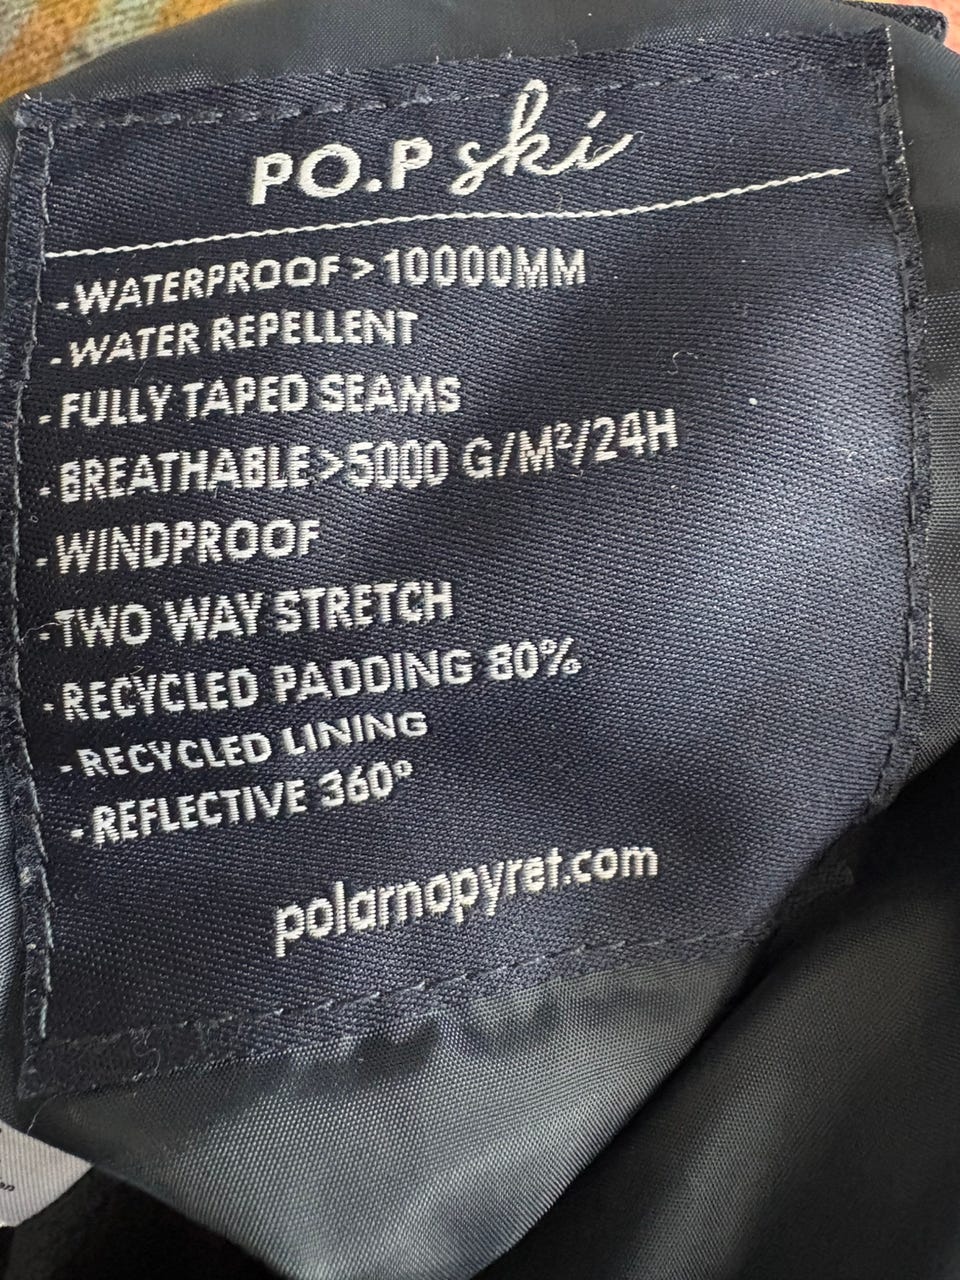 PO.P ski
- WATERPROOF > 10000MM
- WATER REPELLENT
- FULLY TAPED SEAMS
- BREATHABLE > 5000 G/M²/24H
- WINDPROOF
- TWO WAY STRETCH
- RECYCLED PADDING 80%
- RECYCLED LINING
- REFLECTIVE 360°
polarnopyret.com